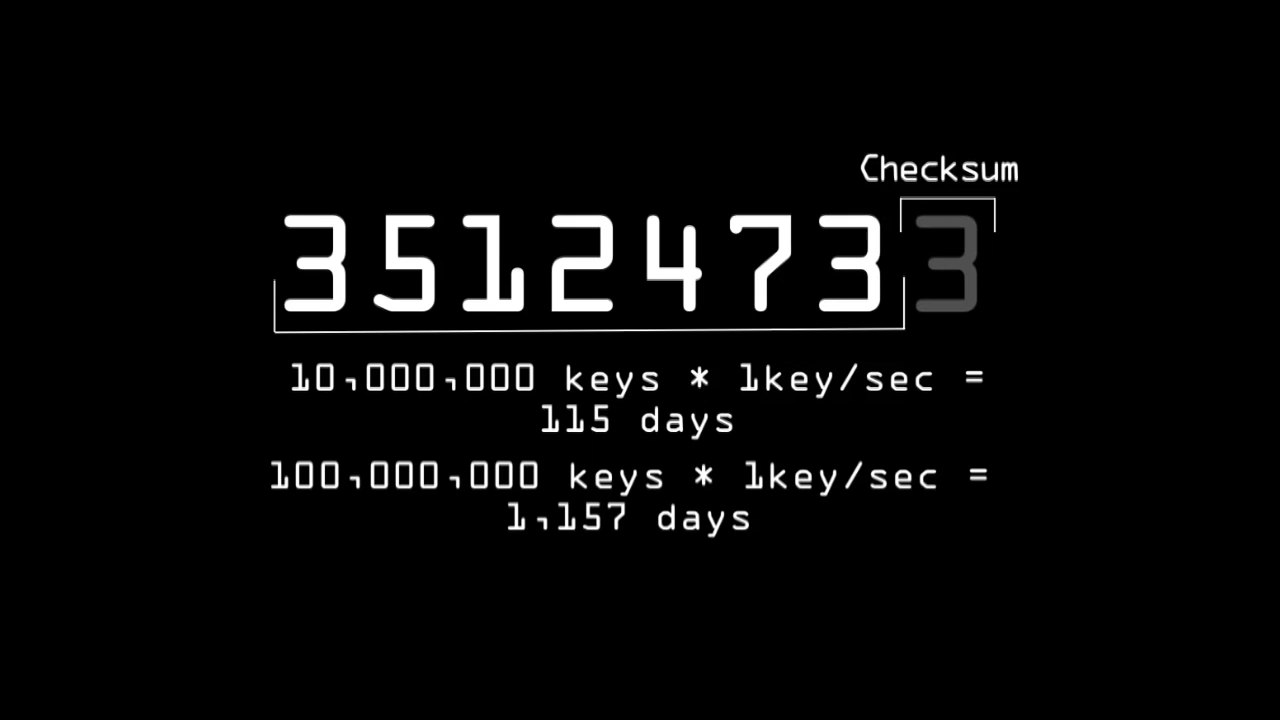 Checksum
35124733
10,000,000 keys * 1key/sec =
115 days
100,000,000 keys * 1key/sec =
1,157 days